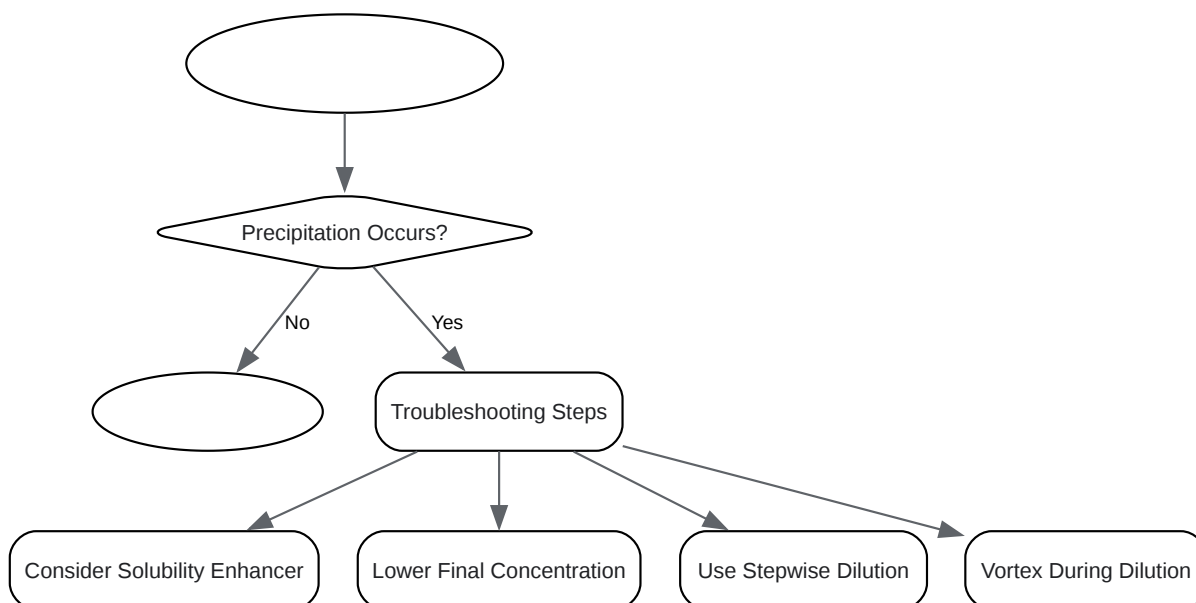 Precipitation Occurs?
No
Yes
Troubleshooting Steps
Consider Solubility Enhancer
Lower Final Concentration
Use Stepwise Dilution
Vortex During Dilution